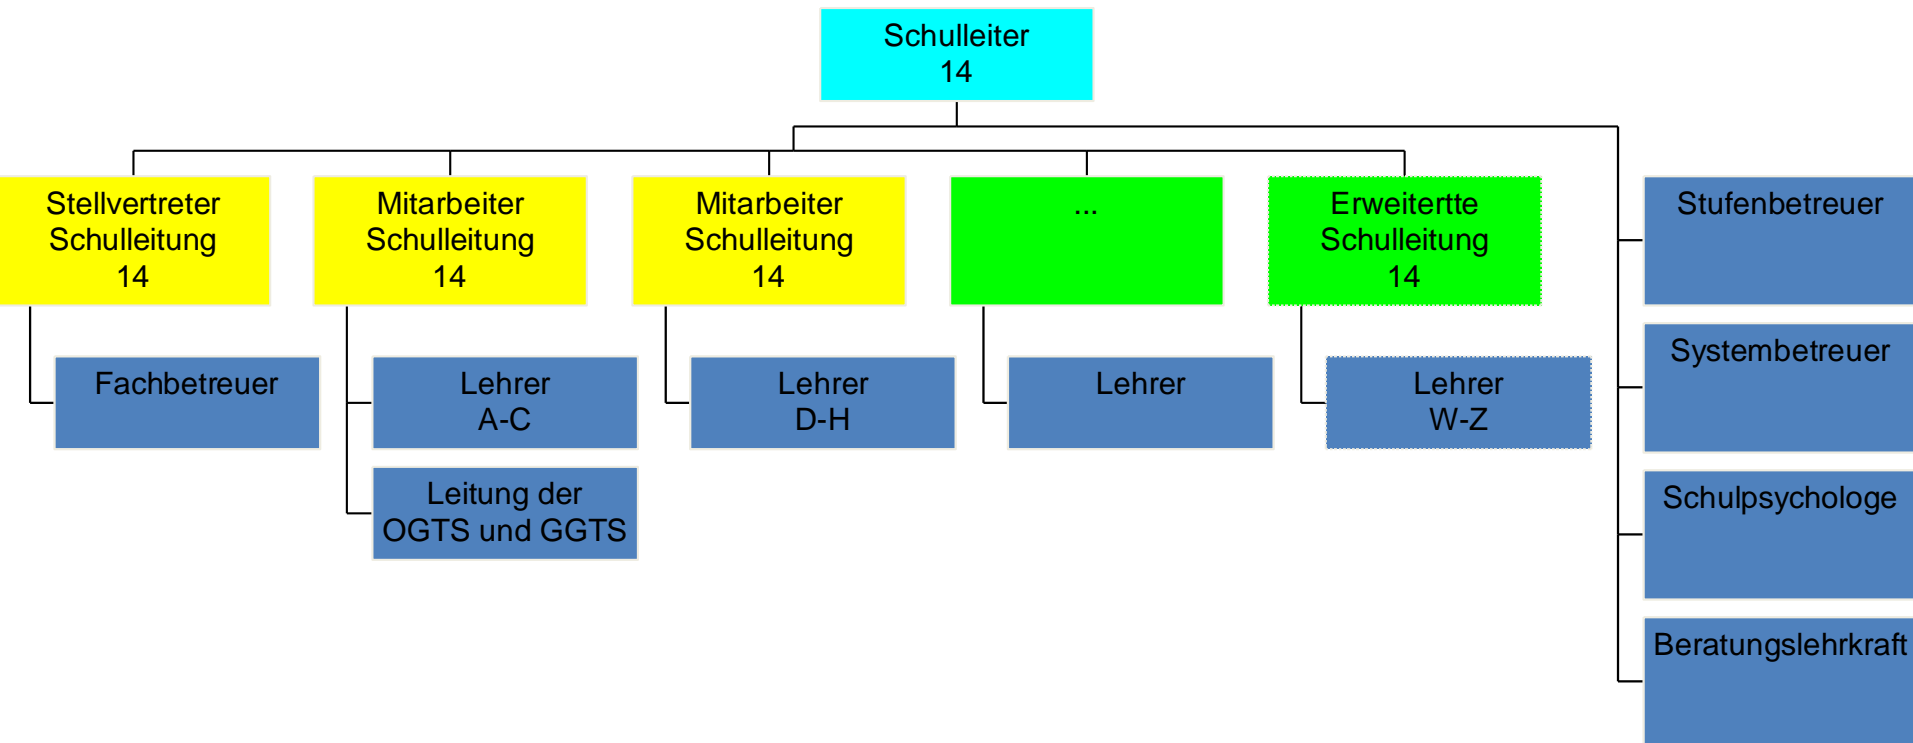 Schulleiter
14
Stellvertreter
Schulleitung
14
Mitarbeiter
Schulleitung
14
Mitarbeiter
Schulleitung
14
...
Erweitertte
Schulleitung
14
Stufenbetreuer
Systembetreuer
Schulpsychologe
Beratungslehrkraft
Fachbetreuer
Lehrer
A-C
Leitung der
OGTS und GGTS
Lehrer
D-H
Lehrer
Lehrer
W-Z